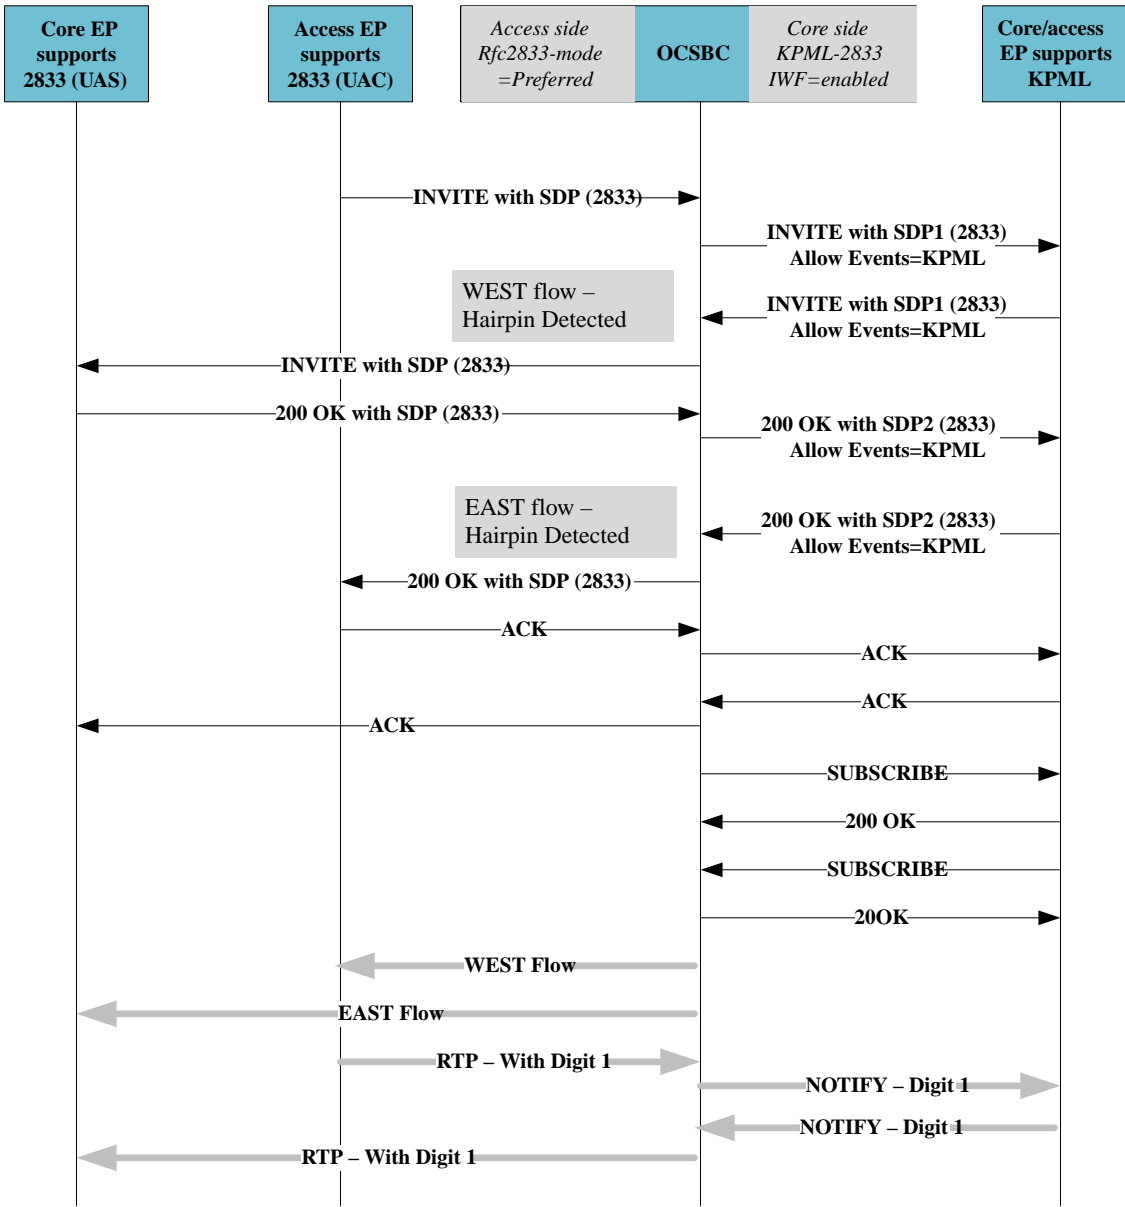 Core EP
supports
2833 (UAS)
Access EP
supports
2833 (UAC)
Access side
Rfc2833-mode
=Preferred
OCSBC
Core side
KPML-2833
IWF=enabled
Core/access
EP supports
KPML
INVITE with SDP (2833)
INVITE with SDP1 (2833)
Allow Events=KPML
WEST flow –
Hairpin Detected
INVITE with SDP1 (2833)
Allow Events=KPML
INVITE with SDP (2833)
200 OK with SDP (2833)
200 OK with SDP2 (2833)
Allow Events=KPML
EAST flow –
Hairpin Detected
200 OK with SDP2 (2833)
Allow Events=KPML
200 OK with SDP (2833)
ACK
ACK
ACK
ACK
SUBSCRIBE
200 OK
SUBSCRIBE
20OK
WEST Flow
EAST Flow
RTP – With Digit 1
NOTIFY – Digit 1
NOTIFY – Digit 1
RTP – With Digit 1